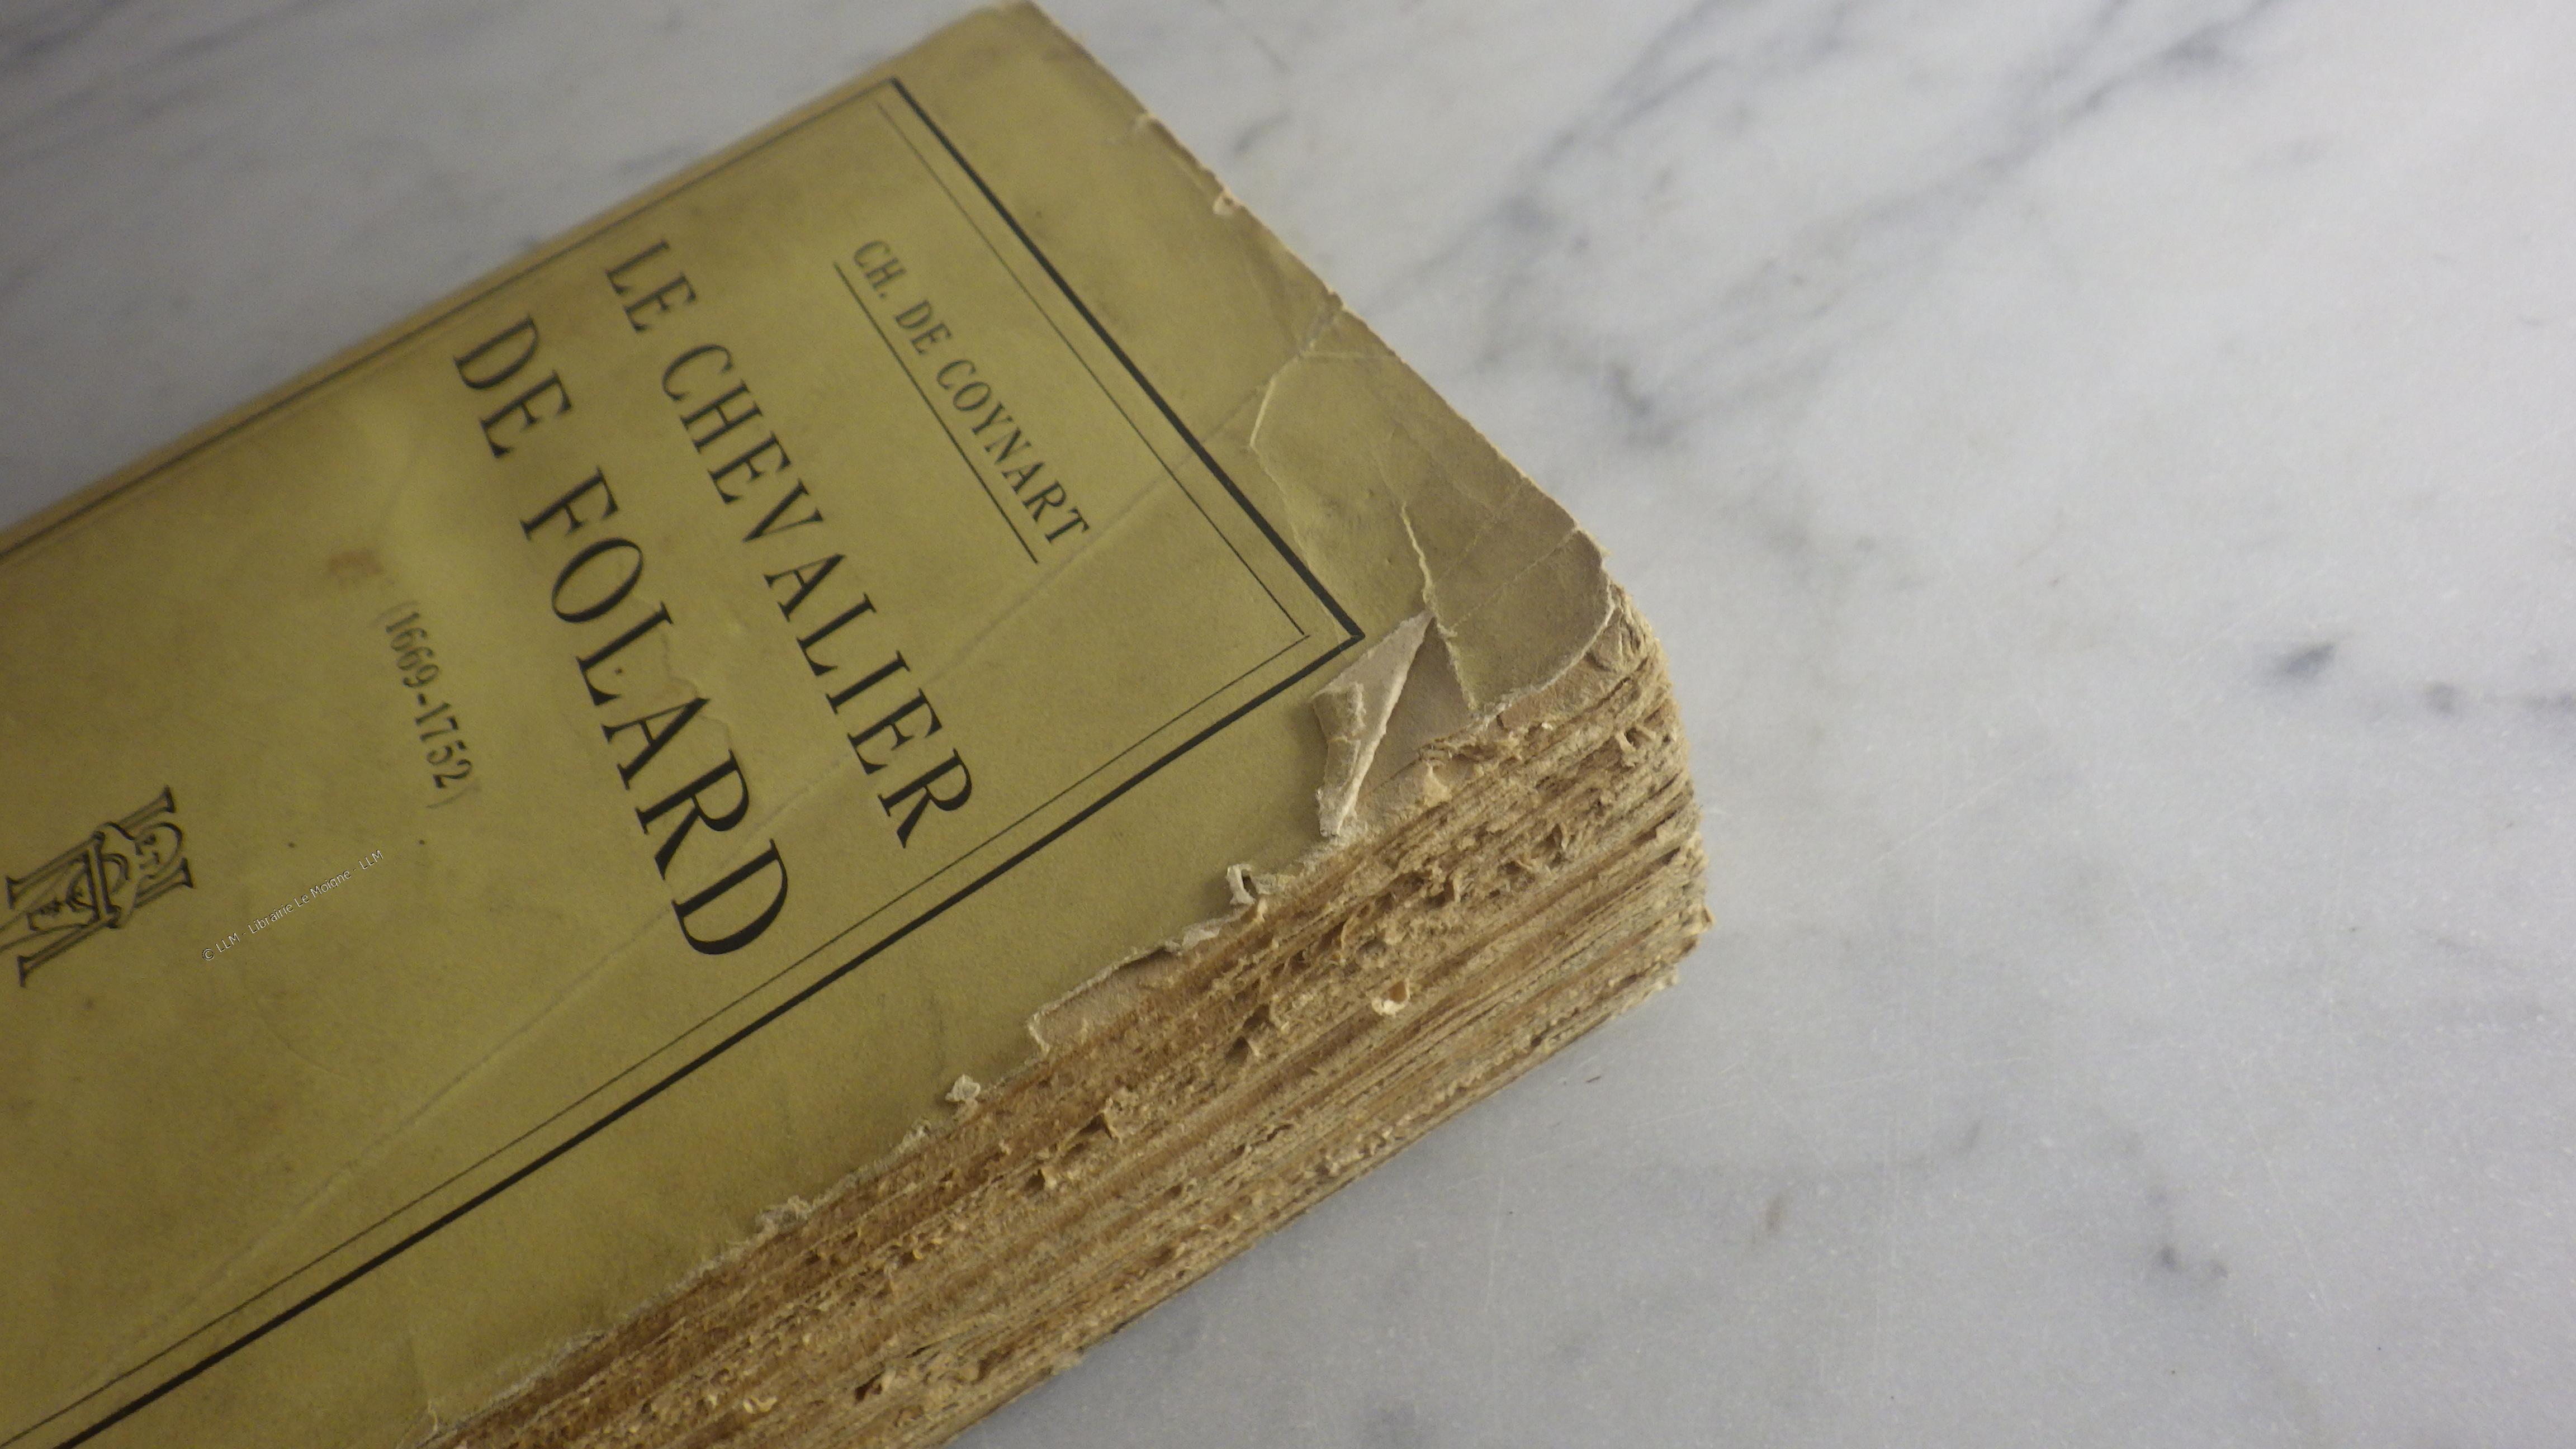 CH. DE COYNART
LE CHEVALIER
DE FOLARD
(1669-1752)
© LLM - Librairie Le Moigne - LLM